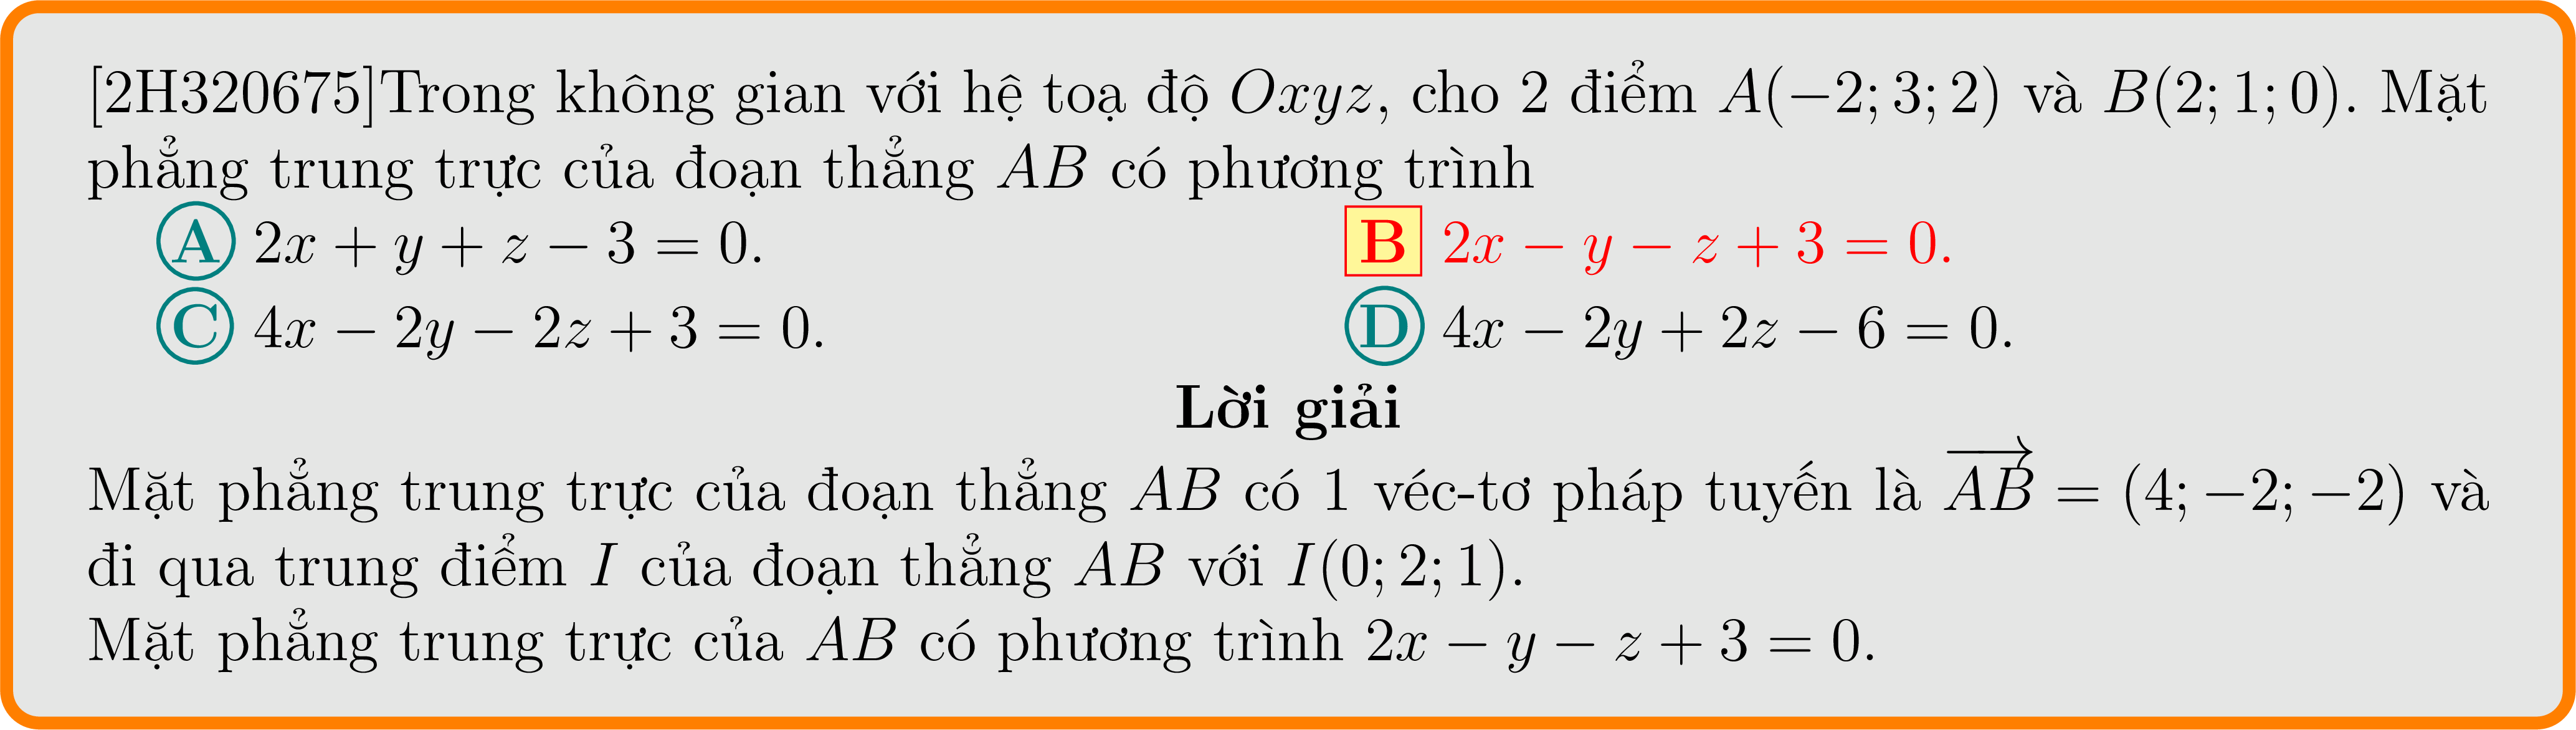 [2H320675]Trong không gian với hệ toạ độ Oxyz, cho 2 điểm A(−2; 3; 2) và B(2; 1; 0). Mặt
phẳng trung trực của đoạn thẳng AB có phương trình
A 2x + y + z − 3 = 0. B 2x − y − z + 3 = 0.
C 4x − 2y − 2z + 3 = 0. D 4x − 2y + 2z − 6 = 0.
Lời giải
Mặt phẳng trung trực của đoạn thẳng AB có 1 véc-tơ pháp tuyến là \overrightarrow{AB} = (4; −2; −2) và
đi qua trung điểm I của đoạn thẳng AB với I(0; 2; 1).
Mặt phẳng trung trực của AB có phương trình 2x − y − z + 3 = 0.